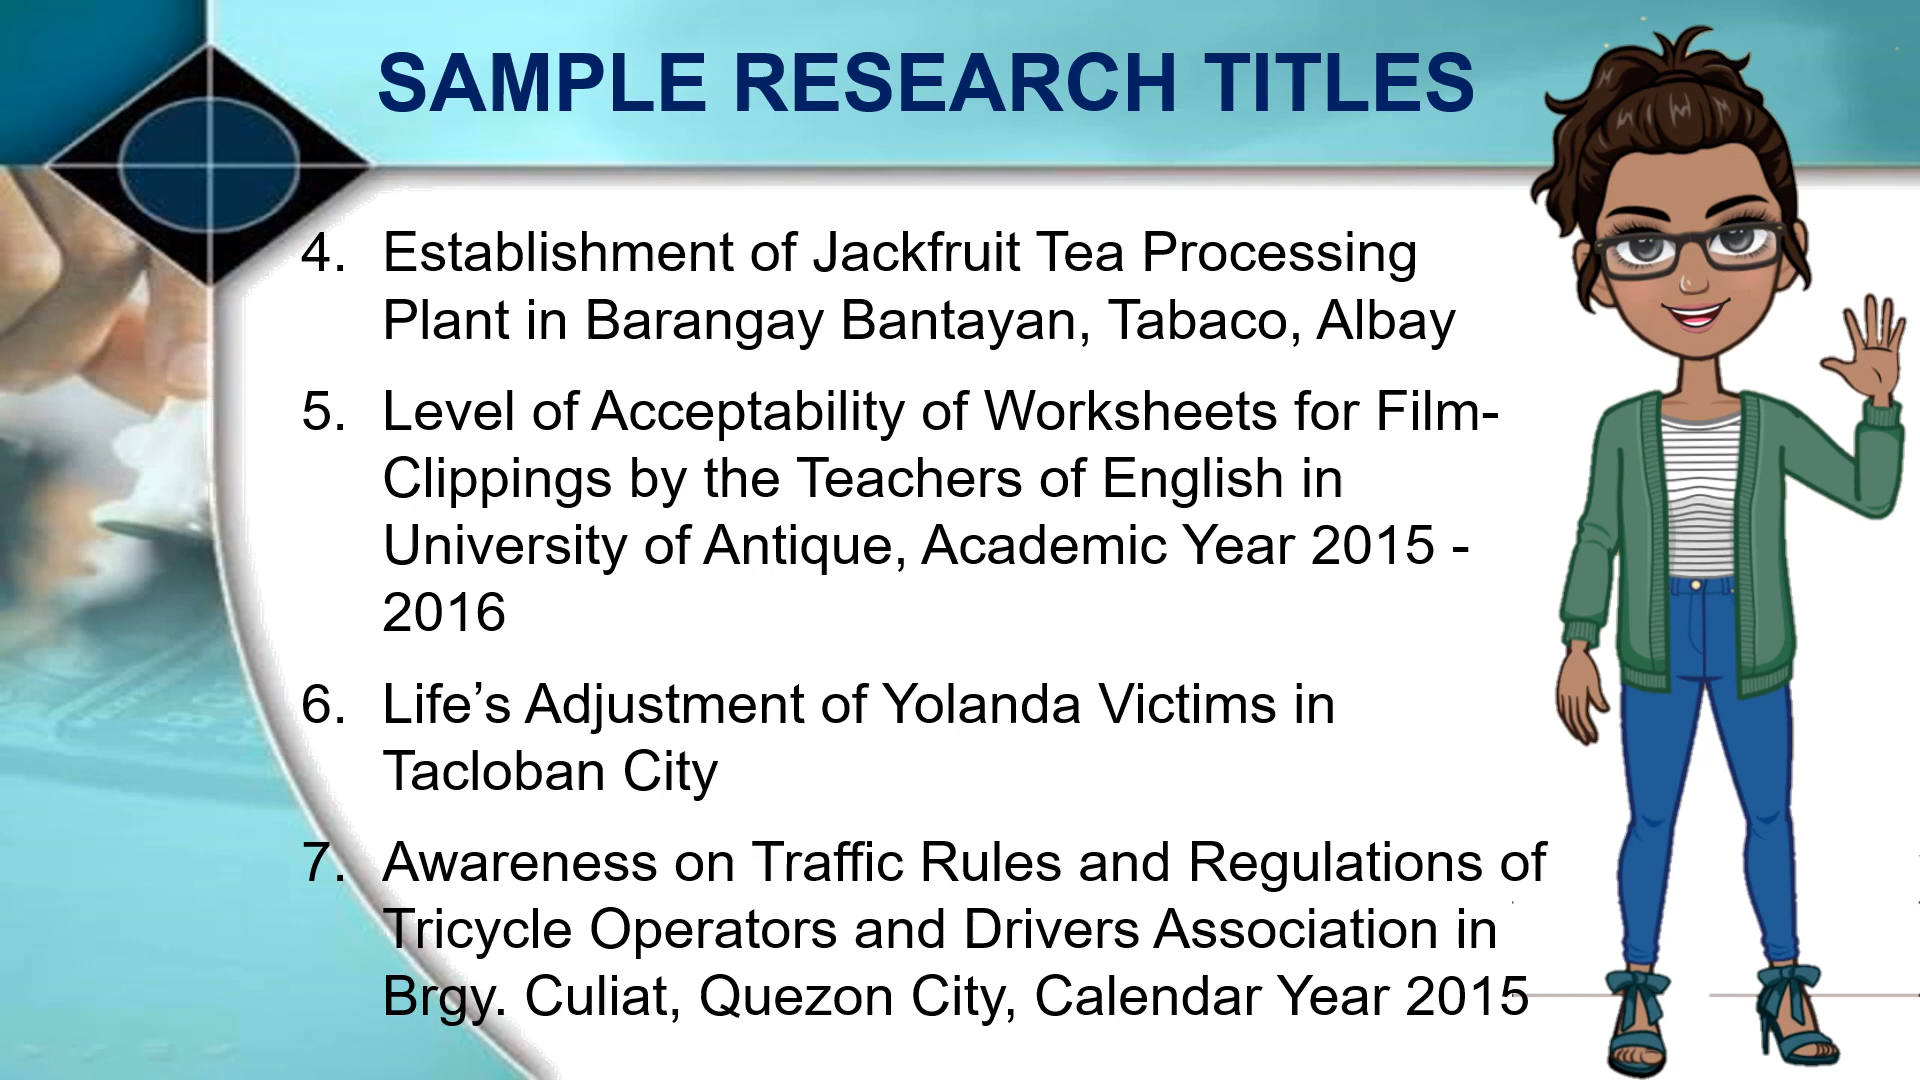 SAMPLE RESEARCH TITLES
4. Establishment of Jackfruit Tea Processing
Plant in Barangay Bantayan, Tabaco, Albay
5. Level of Acceptability of Worksheets for Film-
Clippings by the Teachers of English in
University of Antique, Academic Year 2015 -
2016
6. Life’s Adjustment of Yolanda Victims in
Tacloban City
7. Awareness on Traffic Rules and Regulations of
Tricycle Operators and Drivers Association in
Brgy. Culiat, Quezon City, Calendar Year 2015